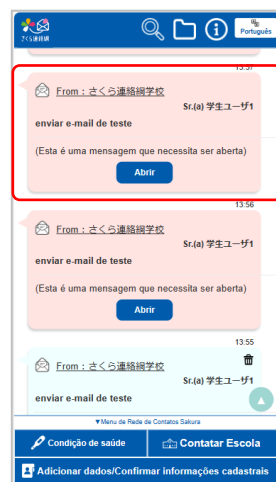 さくら連絡網
Português
13:57
From : さくら連絡網学校
Sr.(a) 学生ユーザ1
enviar e-mail de teste
(Esta é uma mensagem que necessita ser aberta)
Abrir
13:56
From : さくら連絡網学校
Sr.(a) 学生ユーザ1
enviar e-mail de teste
(Esta é uma mensagem que necessita ser aberta)
Abrir
13:55
From : さくら連絡網学校
Sr.(a) 学生ユーザ1
enviar e-mail de teste
▼Menu de Rede de Contatos Sakura
Condição de saúde
Contatar Escola
Adicionar dados/Confirmar informações cadastrais